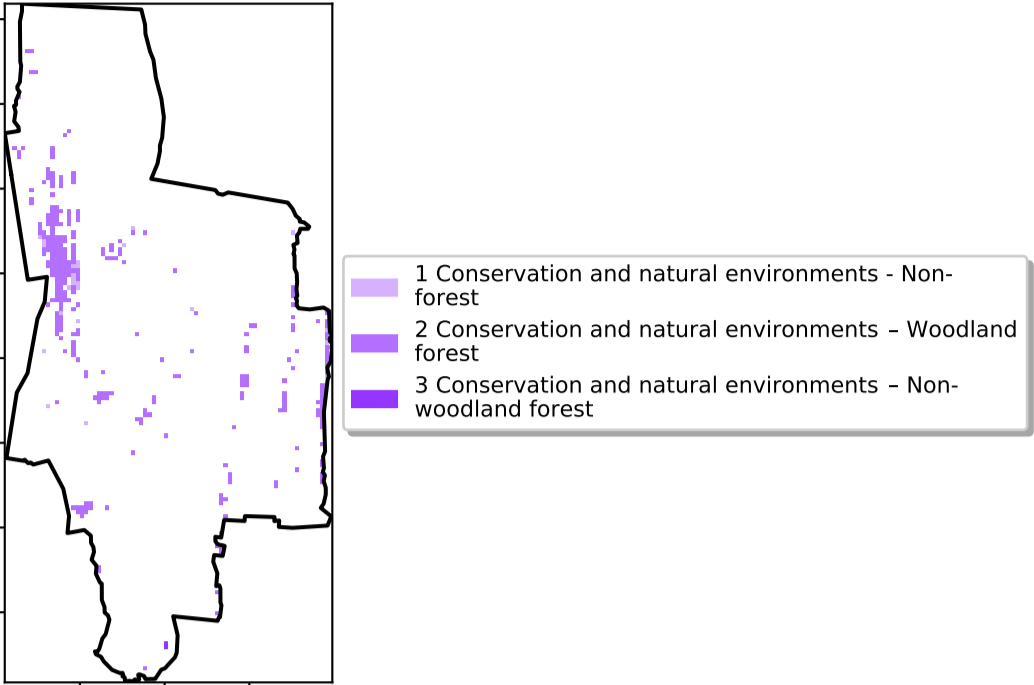 1 Conservation and natural environments - Non-
forest
2 Conservation and natural environments – Woodland
forest
3 Conservation and natural environments – Non-
woodland forest